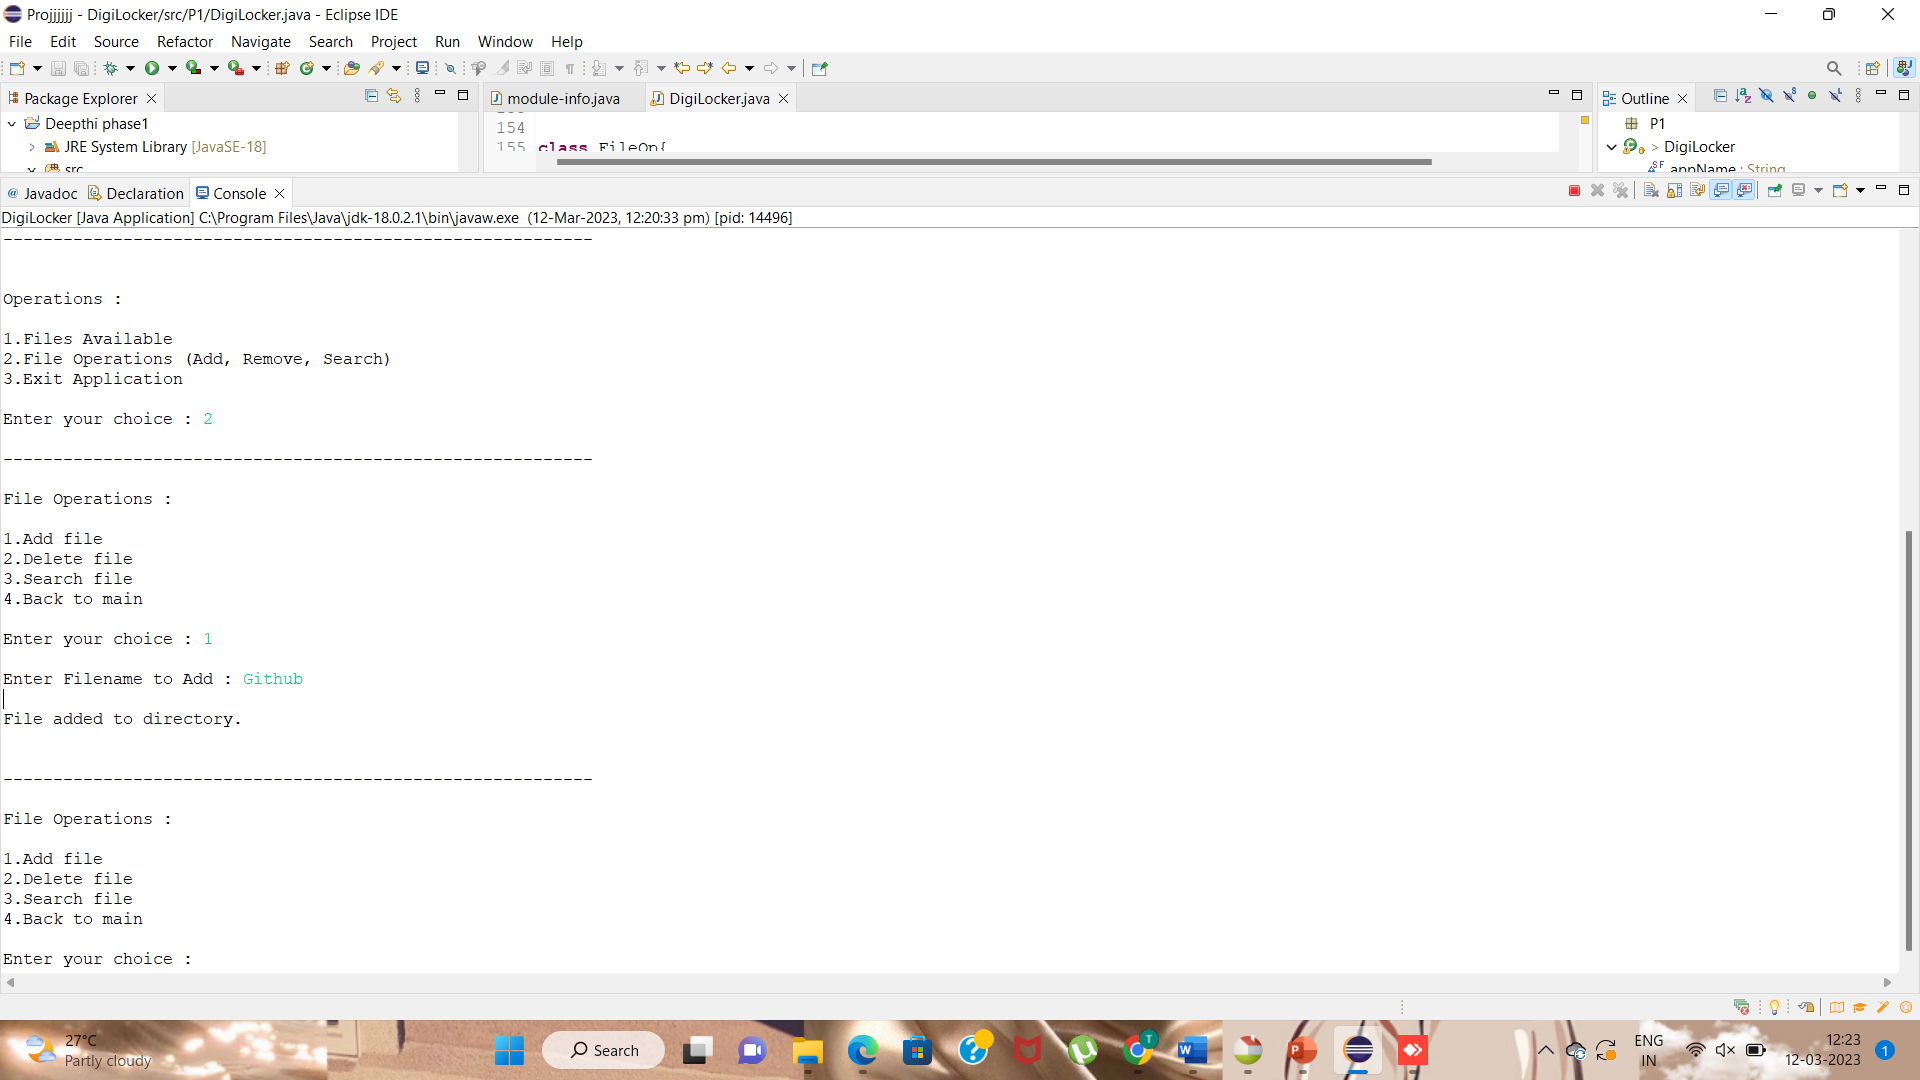 Projjjjjj - DigiLocker/src/P1/DigiLocker.java - Eclipse IDE
File Edit Source Refactor Navigate Search Project Run Window Help
Package Explorer
module-info.java
DigiLocker.java
Outline
Deepthi phase1
JRE System Library [JavaSE-18]
src
154
155 class FileOp{
P1
DigiLocker
appName : String
@ Javadoc Declaration Console
DigiLocker [Java Application] C:\Program Files\Java\jdk-18.0.2.1\bin\javaw.exe (12-Mar-2023, 12:20:33 pm) [pid: 14496]
-----------------------------------------------------------
Operations :
1.Files Available
2.File Operations (Add, Remove, Search)
3.Exit Application
Enter your choice : 2
-----------------------------------------------------------
File Operations :
1.Add file
2.Delete file
3.Search file
4.Back to main
Enter your choice : 1
Enter Filename to Add : Github
File added to directory.
-----------------------------------------------------------
File Operations :
1.Add file
2.Delete file
3.Search file
4.Back to main
Enter your choice :
27°C
Partly cloudy
Search
ENG
IN
12:23
12-03-2023
1